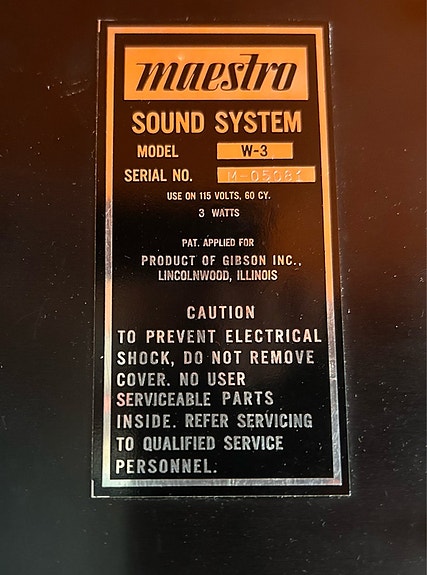 maestro
SOUND SYSTEM
MODEL W-3
SERIAL NO. M-05081
USE ON 115 VOLTS, 60 CY.
3 WATTS
PAT. APPLIED FOR
PRODUCT OF GIBSON INC.,
LINCOLNWOOD, ILLINOIS
CAUTION
TO PREVENT ELECTRICAL
SHOCK, DO NOT REMOVE
COVER. NO USER
SERVICEABLE PARTS
INSIDE. REFER SERVICING
TO QUALIFIED SERVICE
PERSONNEL.